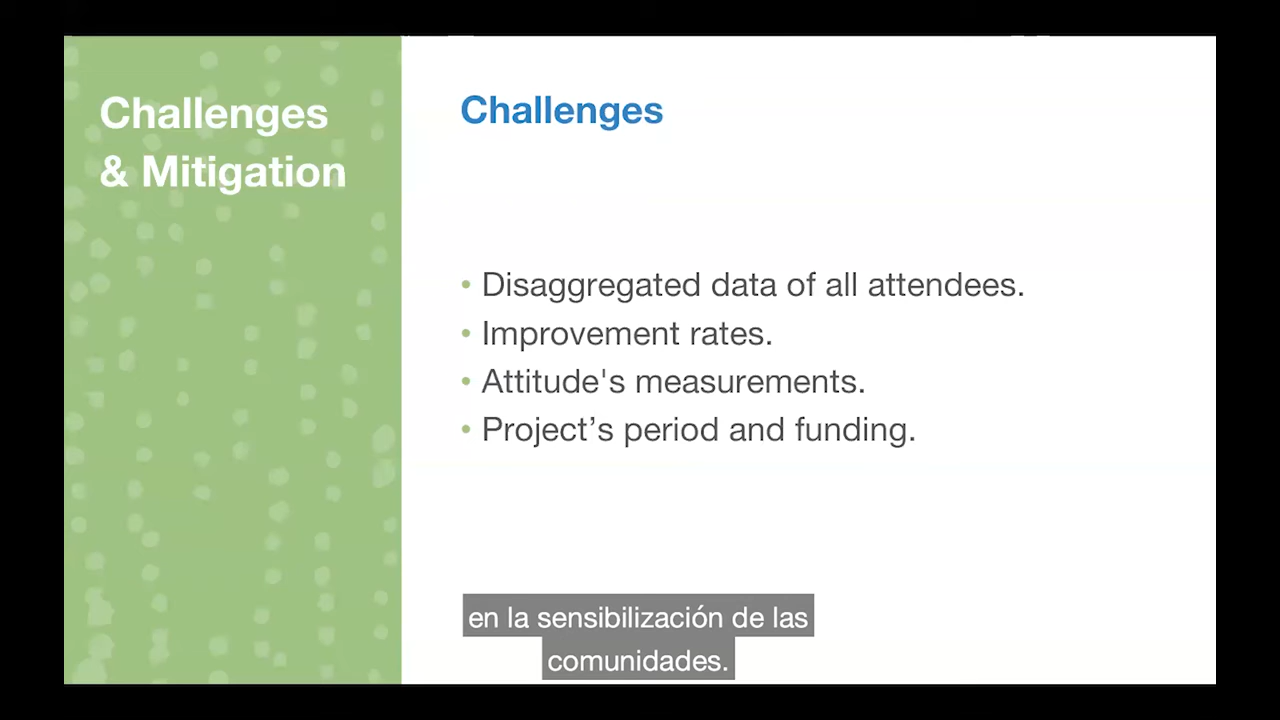 Challenges
& Mitigation
Challenges
• Disaggregated data of all attendees.
• Improvement rates.
• Attitude's measurements.
• Project’s period and funding.
en la sensibilización de las
comunidades.